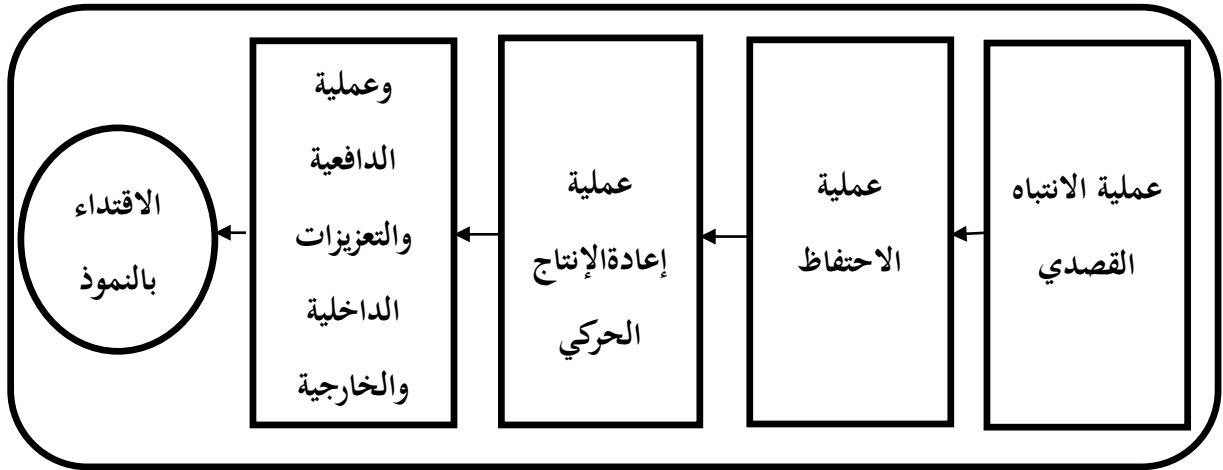 عملية الانتباه
القصدي
عملية
الاحتفاظ
عملية
إعادةالإنتاج
الحركي
وعملية
الدافعية
والتعزيزات
الداخلية
والخارجية
الاقتداء
بالنموذ